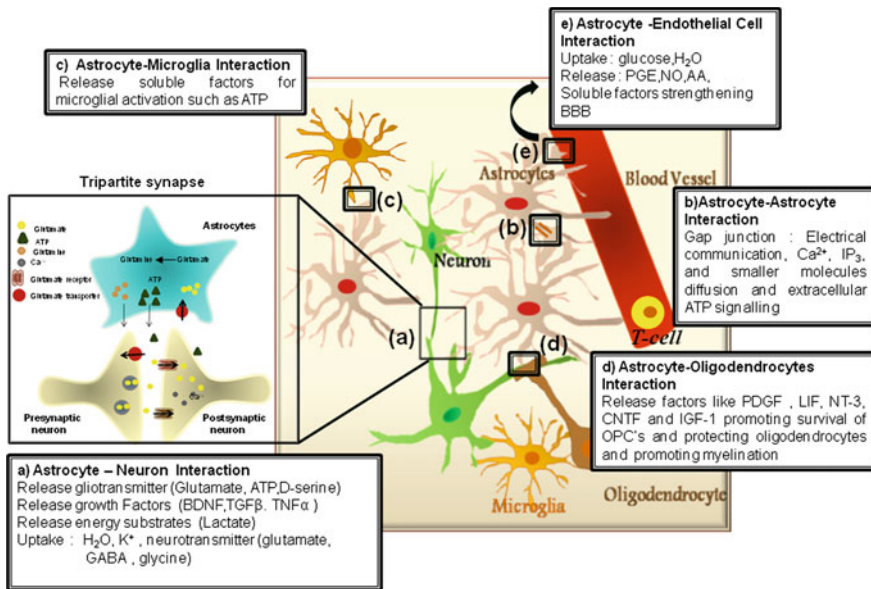 c) Astrocyte-Microglia Interaction
Release soluble factors for
microglial activation such as ATP
e) Astrocyte -Endothelial Cell
Interaction
Uptake : glucose,H₂O
Release : PGE,NO,AA,
Soluble factors strengthening
BBB
Tripartite synapse
Glutamate
ATP
Glutamine
Ca⁺⁺
Glutamate receptor
Glutamate transporter
Astrocytes
Glutamine
Glutamate
ATP
Presynaptic
neuron
Postsynaptic
neuron
(c)
(e)
Astrocytes
Blood Vessel
(b)
Neuron
(a)
(d)
T-cell
Microglia
Oligodendrocyte
b)Astrocyte-Astrocyte
Interaction
Gap junction : Electrical
communication, Ca²⁺, IP₃,
and smaller molecules
diffusion and extracellular
ATP signalling
d) Astrocyte-Oligodendrocytes
Interaction
Release factors like PDGF , LIF, NT-3,
CNTF and IGF-1 promoting survival of
OPC's and protecting oligodendrocytes
and promoting myelination
a) Astrocyte – Neuron Interaction
Release gliotransmitter (Glutamate, ATP,D-serine)
Release growth Factors (BDNF,TGFβ. TNFα )
Release energy substrates (Lactate)
Uptake : H₂O, K⁺ , neurotransmitter (glutamate,
GABA , glycine)